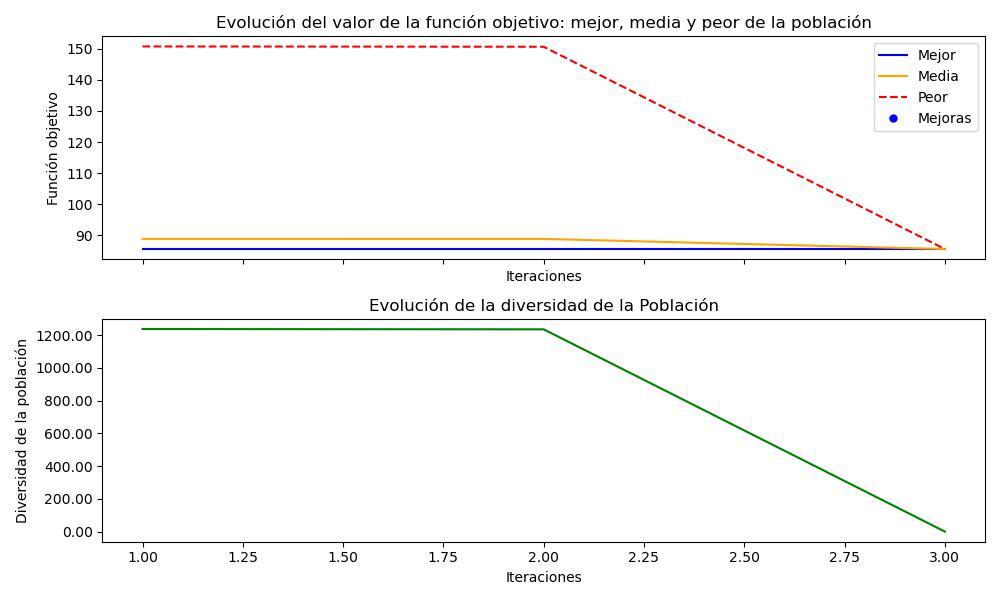 Evolución del valor de la función objetivo: mejor, media y peor de la población
Función objetivo
150
140
130
120
110
100
90
Mejor
Media
Peor
Mejoras
Iteraciones
Evolución de la diversidad de la Población
Diversidad de la población
1200.00
1000.00
800.00
600.00
400.00
200.00
0.00
1.00 1.25 1.50 1.75 2.00 2.25 2.50 2.75 3.00
Iteraciones